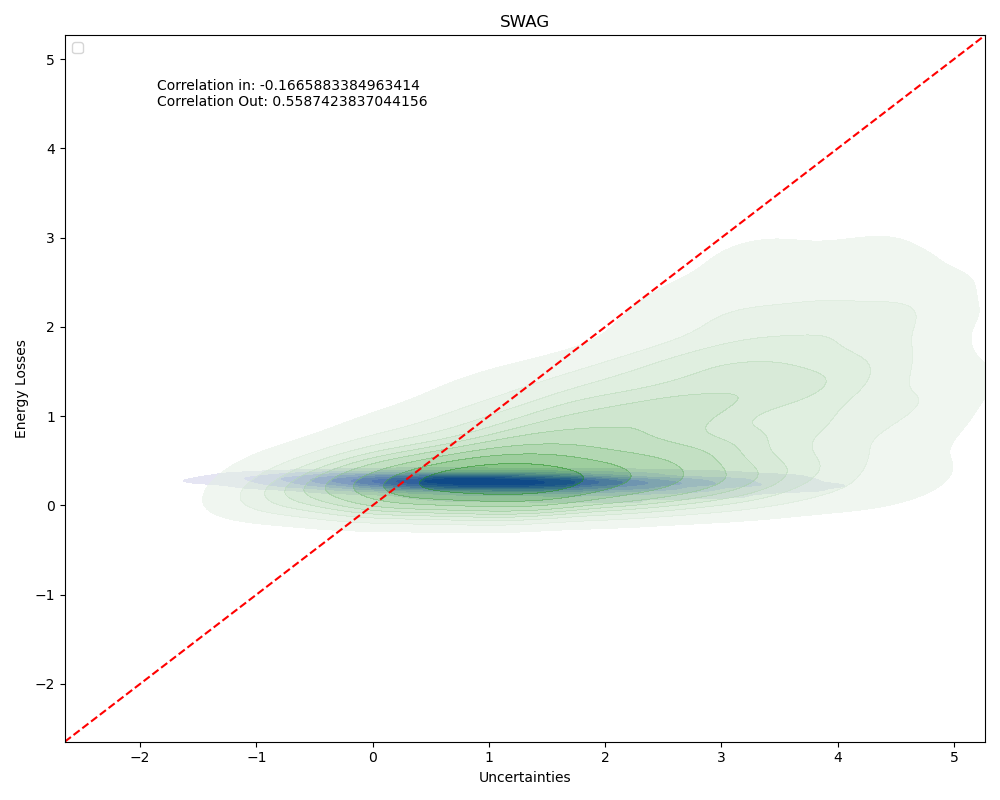 SWAG
Correlation in: -0.1665883384963414
Correlation Out: 0.5587423837044156
Energy Losses
5
4
3
2
1
0
−1
−2
−2 −1 0 1 2 3 4 5
Uncertainties